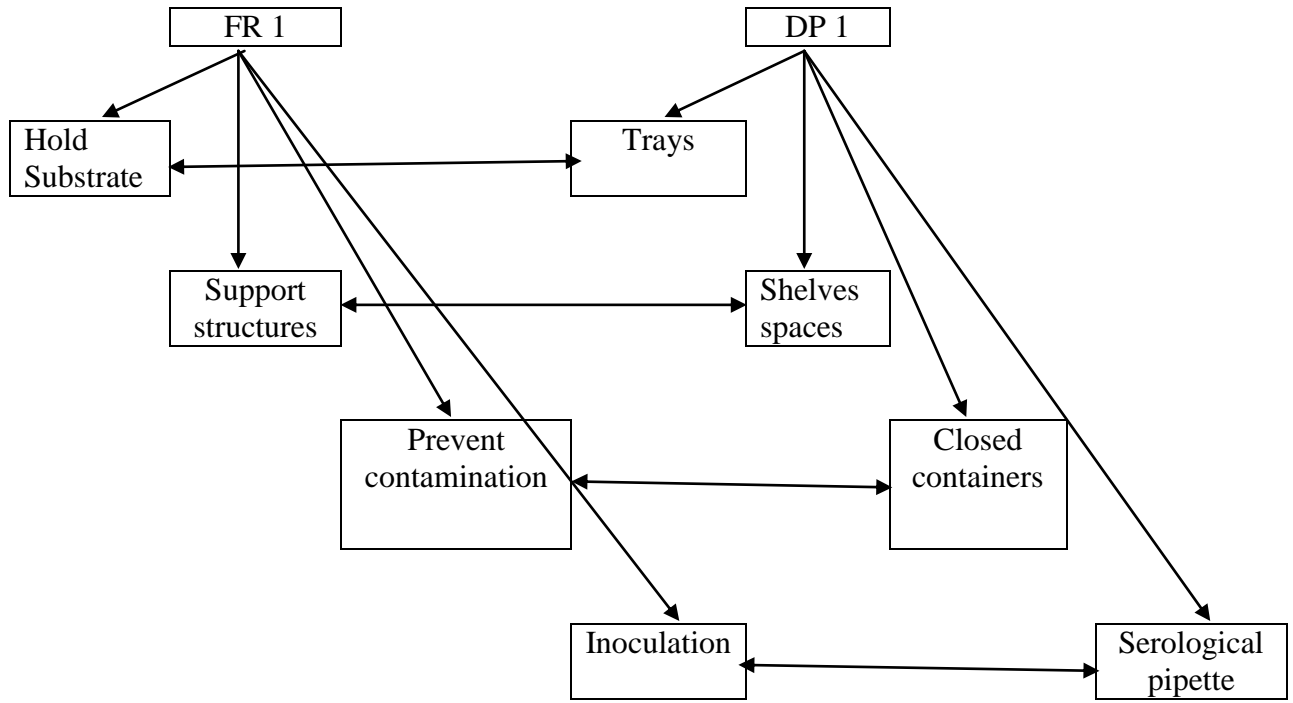 FR 1
DP 1
Hold
Substrate
Trays
Support
structures
Shelves
spaces
Prevent
contamination
Closed
containers
Inoculation
Serological
pipette